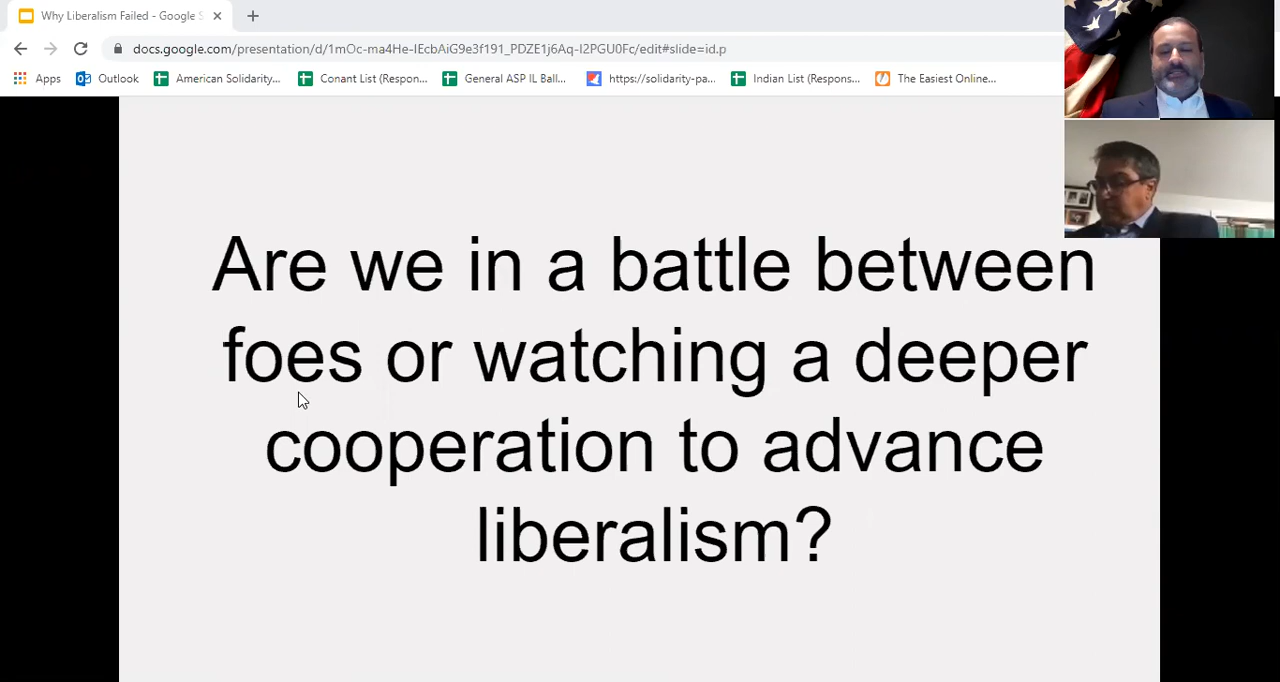 Why Liberalism Failed - Google S
docs.google.com/presentation/d/1mOc-ma4He-IEcbAiG9e3f191_PDZE1j6Aq-I2PGU0Fc/edit#slide=id.p
Apps Outlook American Solidarity... Conant List (Respon... General ASP IL Ball... https://solidarity-pa... Indian List (Respons... The Easiest Online...
Are we in a battle between
foes or watching a deeper
cooperation to advance
liberalism?